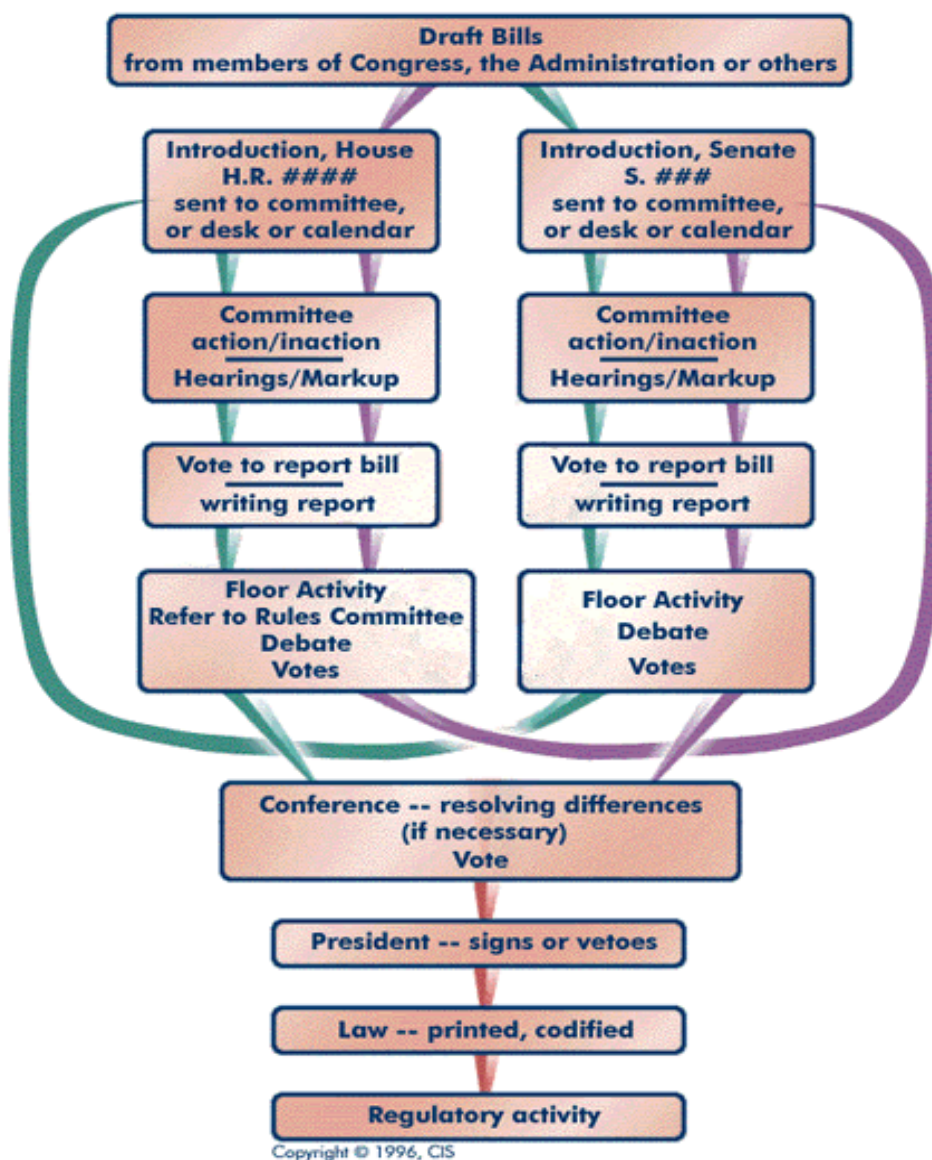 Draft Bills
from members of Congress, the Administration or others
Introduction, House
H.R. ####
sent to committee,
or desk or calendar
Introduction, Senate
S. ###
sent to committee,
or desk or calendar
Committee
action/inaction
Hearings/Markup
Committee
action/inaction
Hearings/Markup
Vote to report bill
writing report
Vote to report bill
writing report
Floor Activity
Refer to Rules Committee
Debate
Votes
Floor Activity
Debate
Votes
Conference -- resolving differences
(if necessary)
Vote
President -- signs or vetoes
Law -- printed, codified
Regulatory activity
Copyright © 1996, CIS